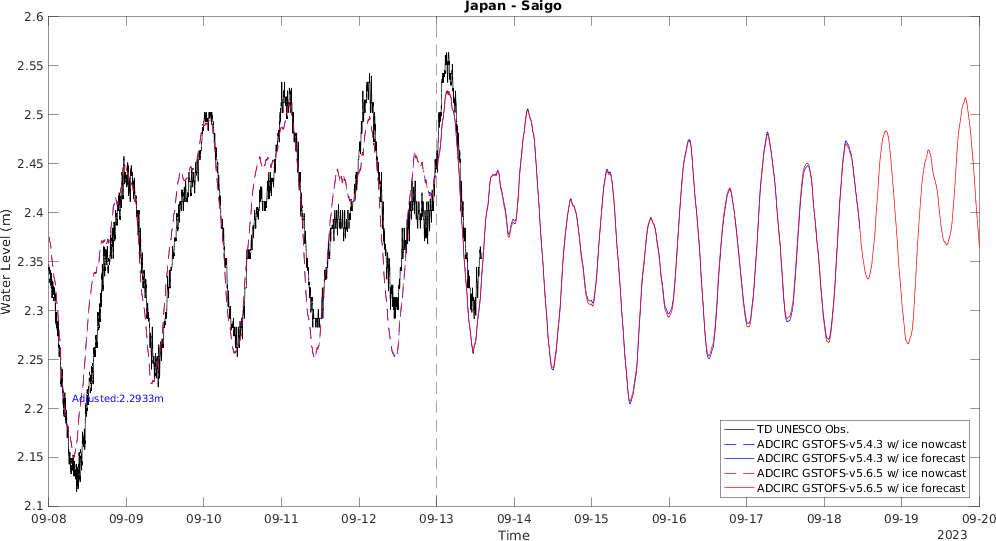 Japan - Saigo
Water Level (m)
2.6
2.55
2.5
2.45
2.4
2.35
2.3
2.25
2.2
2.15
2.1
Adjusted:2.2933m
TD UNESCO Obs.
ADCIRC GSTOFS-v5.4.3 w/ ice nowcast
ADCIRC GSTOFS-v5.4.3 w/ ice forecast
ADCIRC GSTOFS-v5.6.5 w/ ice nowcast
ADCIRC GSTOFS-v5.6.5 w/ ice forecast
09-08 09-09 09-10 09-11 09-12 09-13 09-14 09-15 09-16 09-17 09-18 09-19 09-20
Time
2023